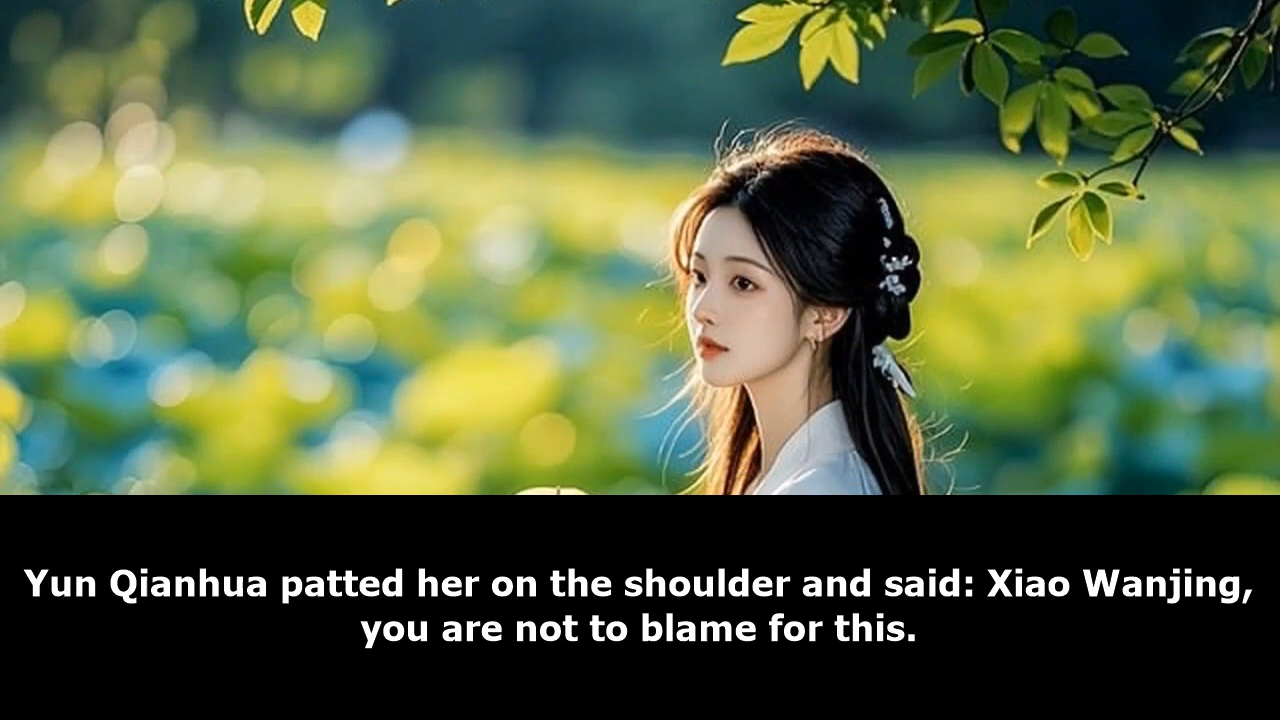 Yun Qianhua patted her on the shoulder and said: Xiao Wanjing,
you are not to blame for this.